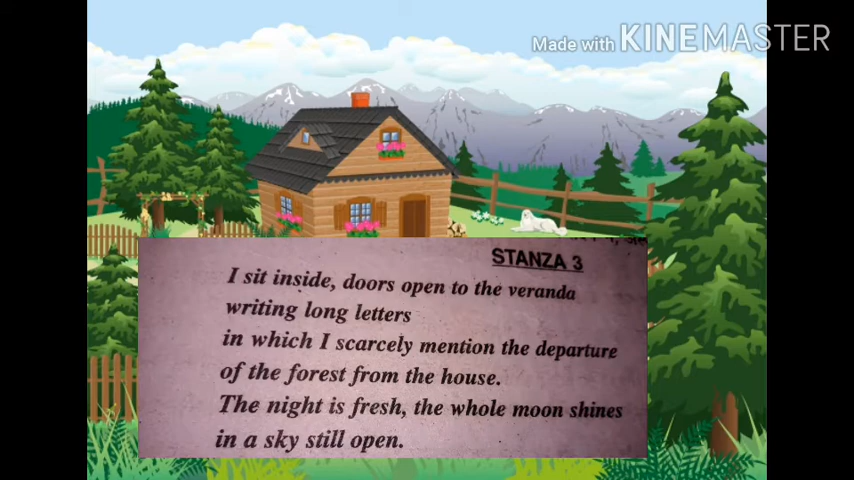 Made with KINEMASTER
STANZA 3
I sit inside, doors open to the veranda
writing long letters
in which I scarcely mention the departure
of the forest from the house.
The night is fresh, the whole moon shines
in a sky still open.